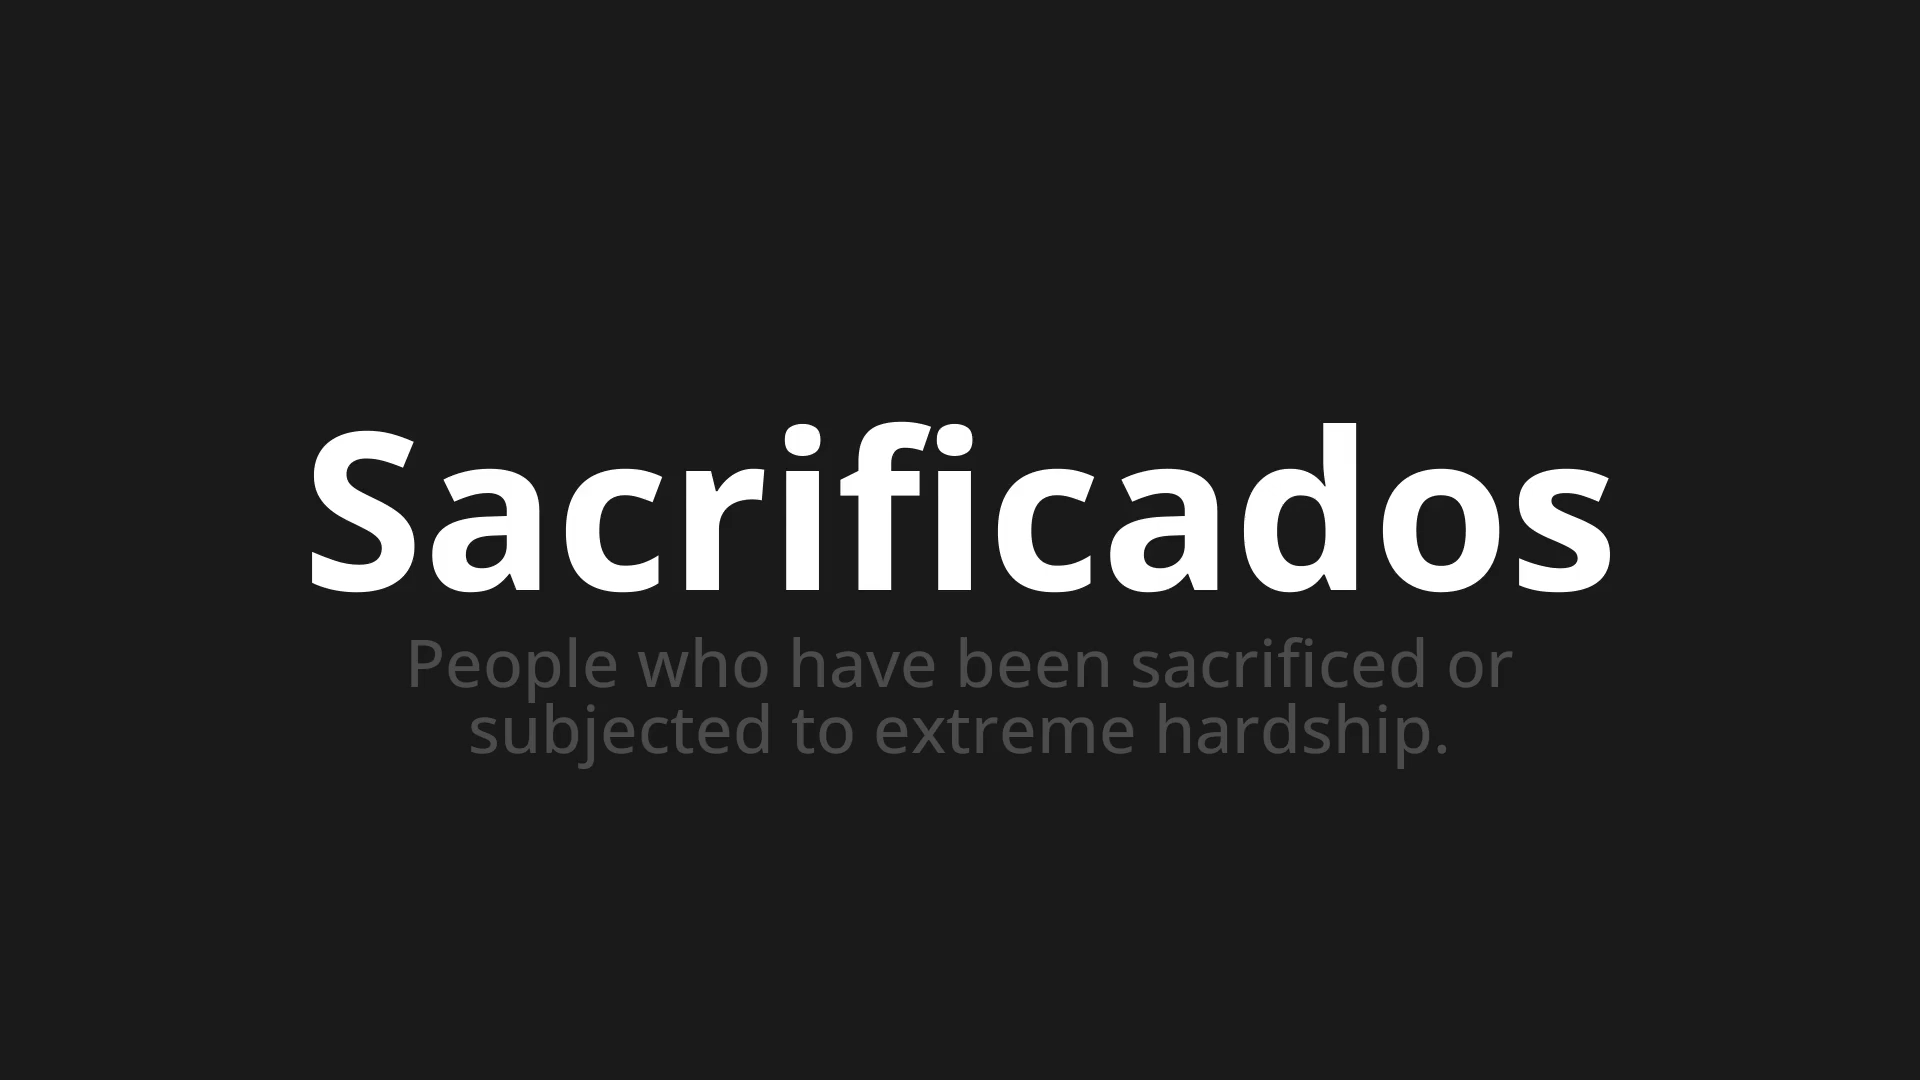 Sacrificados
People who have been sacrificed or
subjected to extreme hardship.